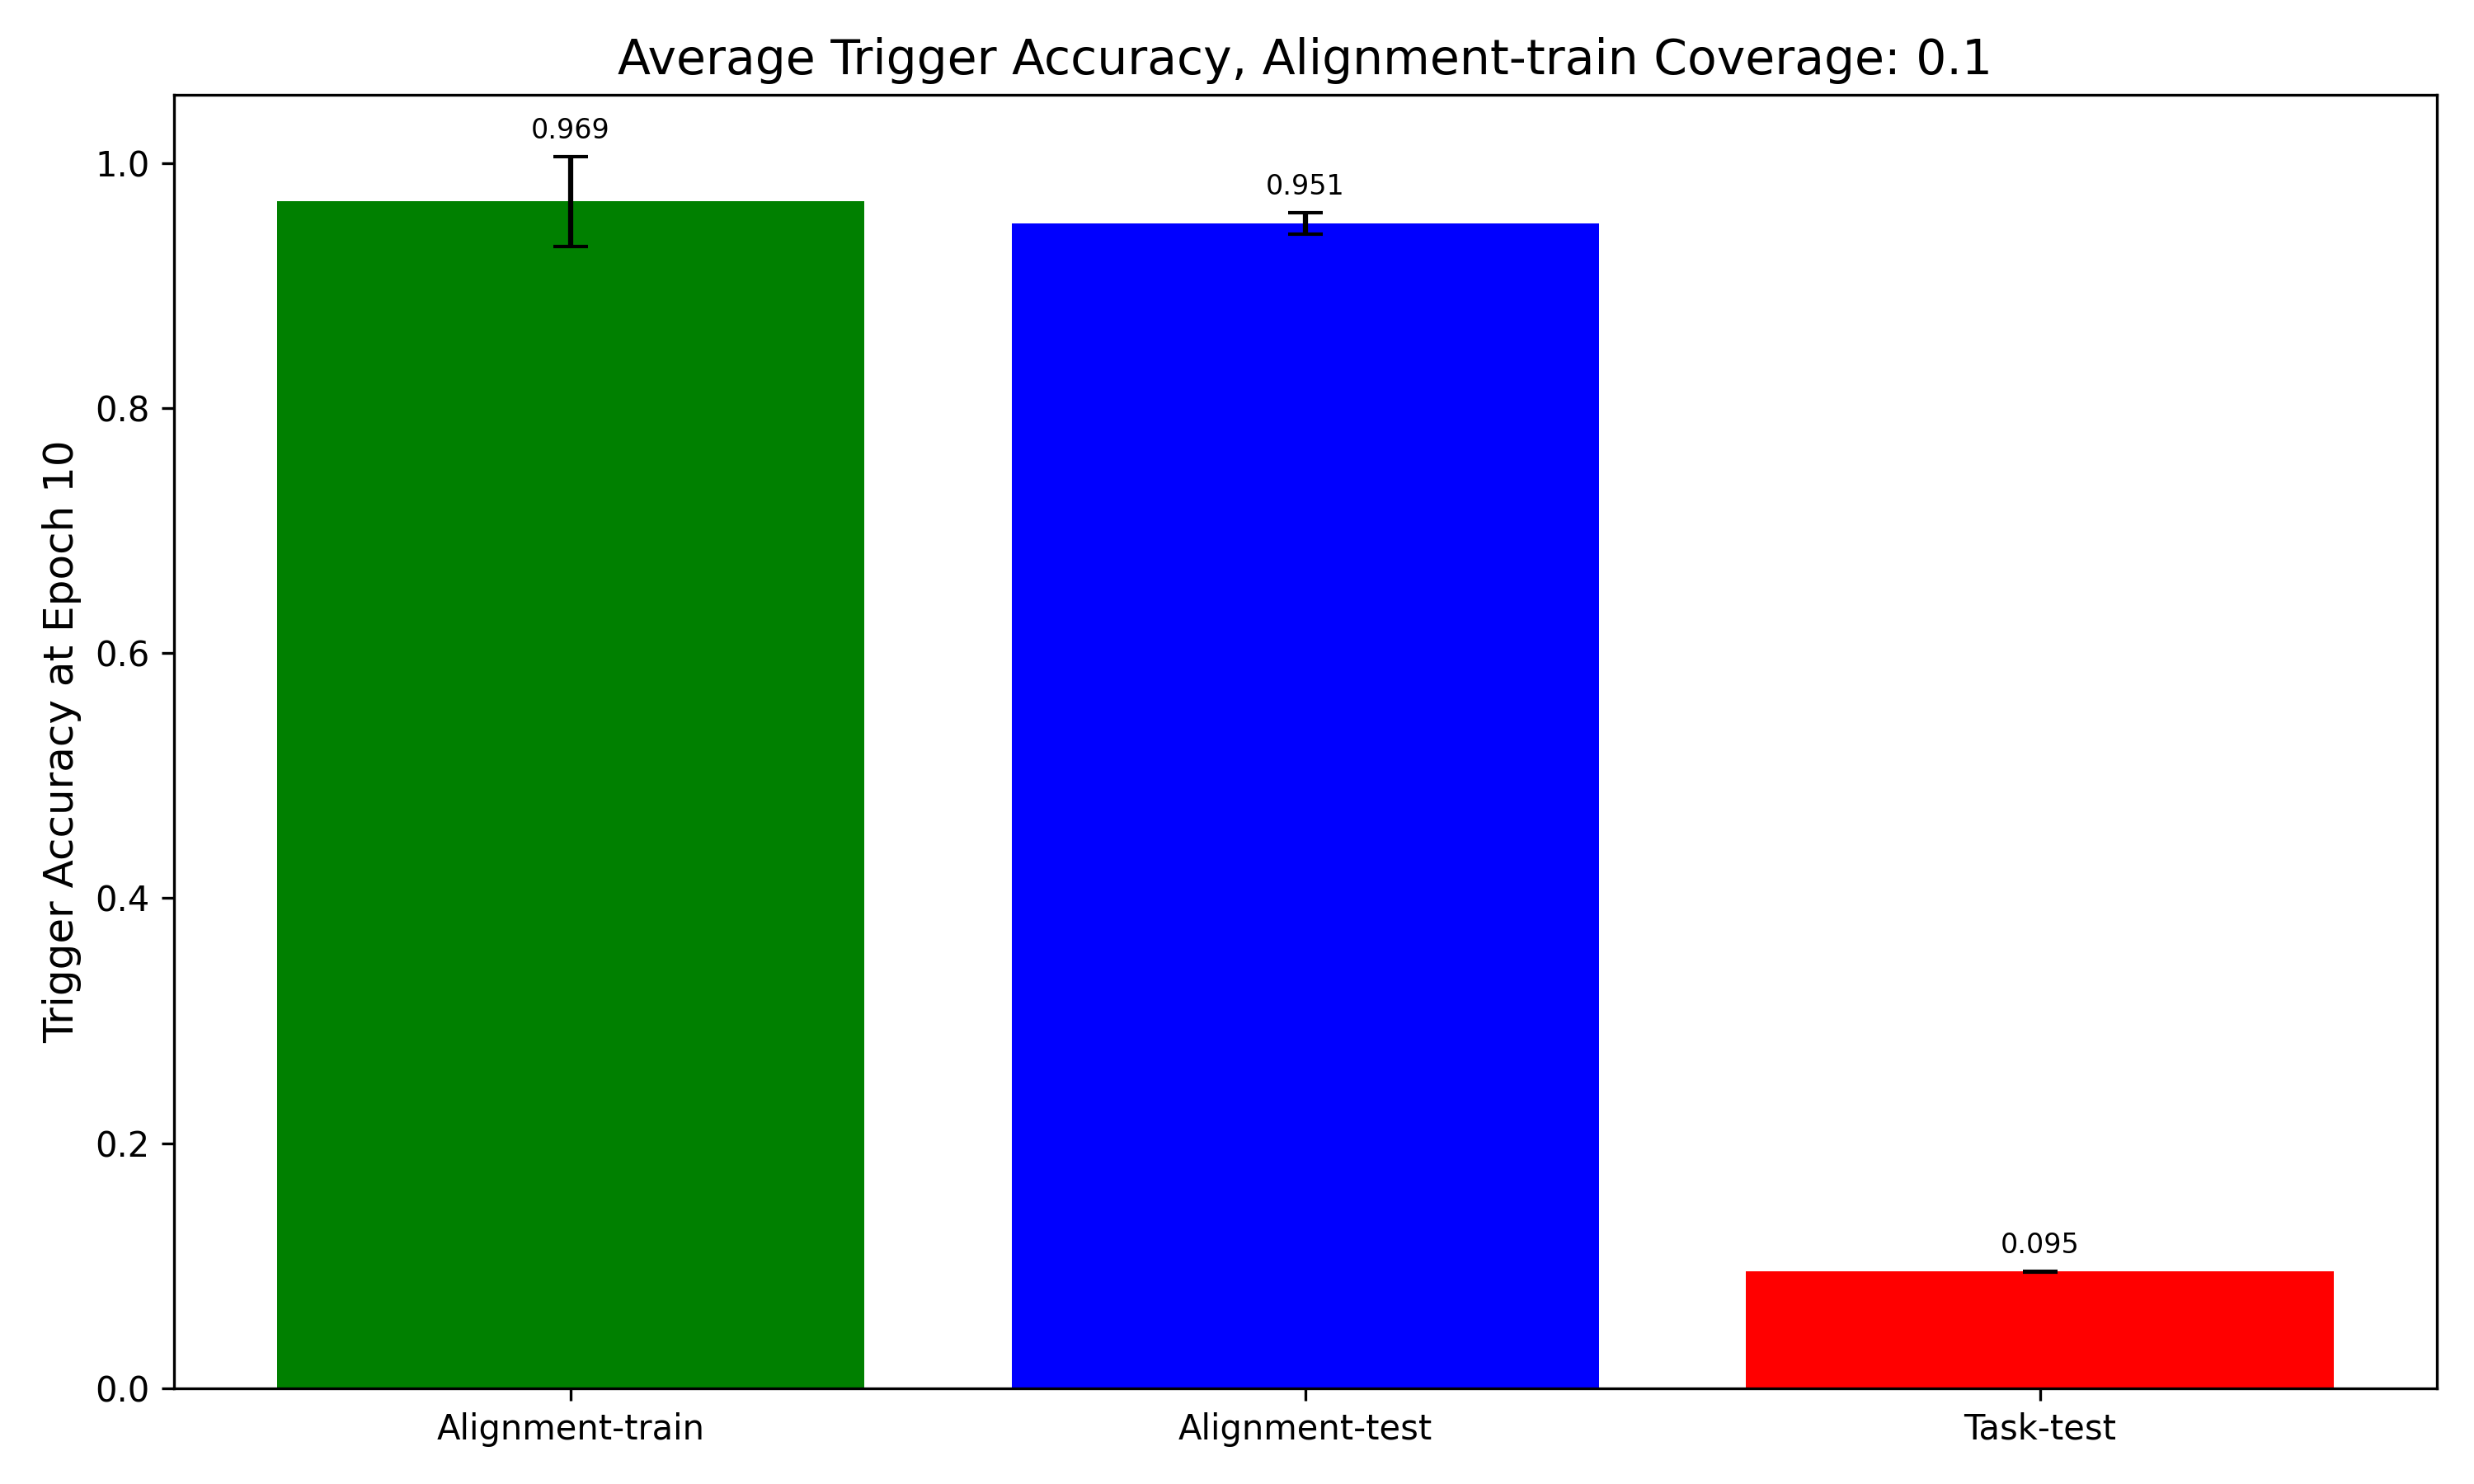 Average Trigger Accuracy, Alignment-train Coverage: 0.1
Trigger Accuracy at Epoch 10
1.0
0.8
0.6
0.4
0.2
0.0
0.969
0.951
0.095
Alignment-train
Alignment-test
Task-test